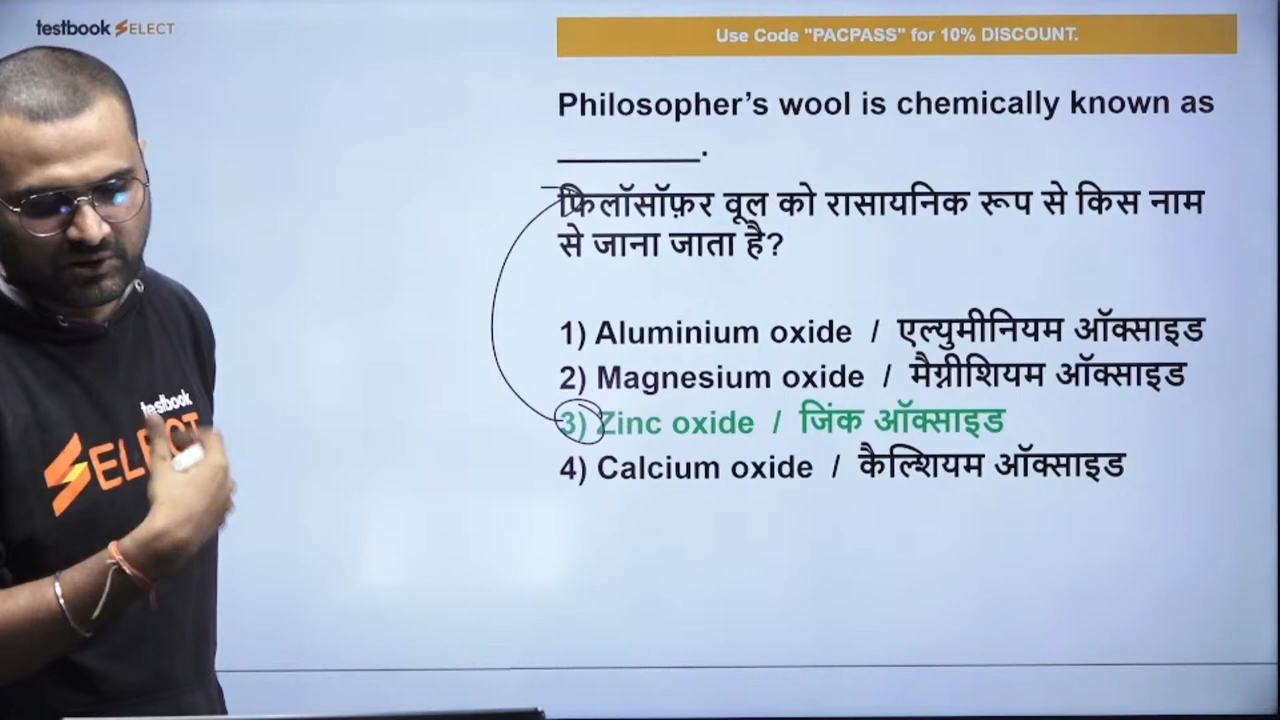 testbook SELECT
Use Code "PACPASS" for 10% DISCOUNT.
Philosopher’s wool is chemically known as
________.
फिलॉसॉफ़र वूल को रासायनिक रूप से किस नाम
से जाना जाता है?
1) Aluminium oxide / एल्युमीनियम ऑक्साइड
2) Magnesium oxide / मैग्नीशियम ऑक्साइड
3) Zinc oxide / जिंक ऑक्साइड
4) Calcium oxide / कैल्शियम ऑक्साइड
testbook
SELECT